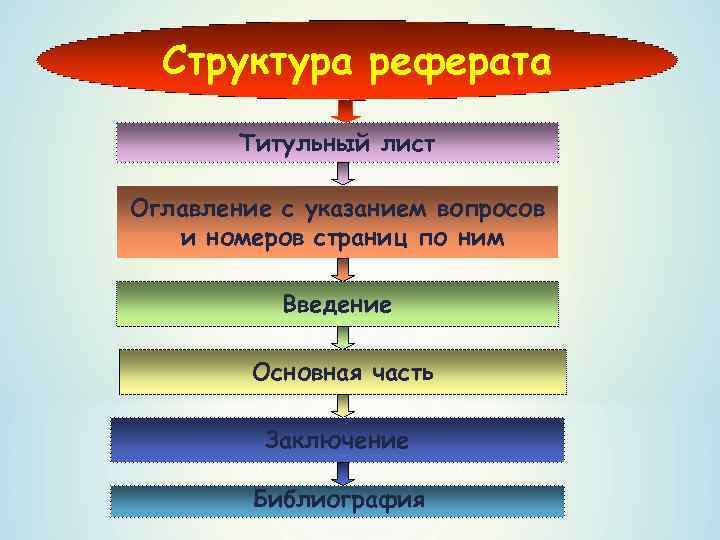 Структура реферата
Титульный лист
Оглавление с указанием вопросов
и номеров страниц по ним
Введение
Основная часть
Заключение
Библиография